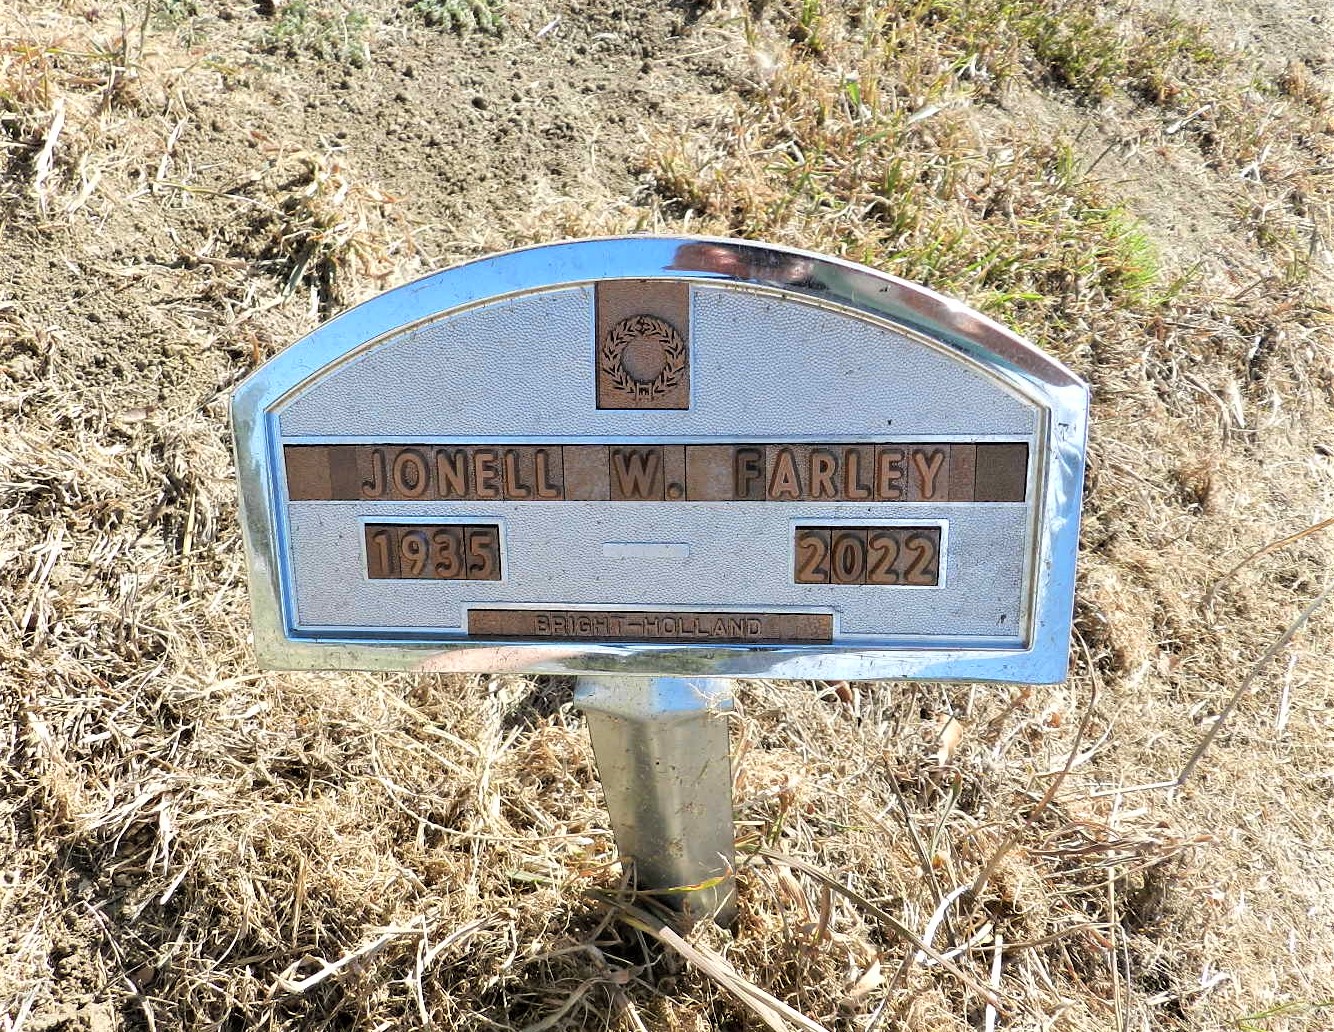 JONELL W. FARLEY
1935 2022
BRIGHT-HOLLAND